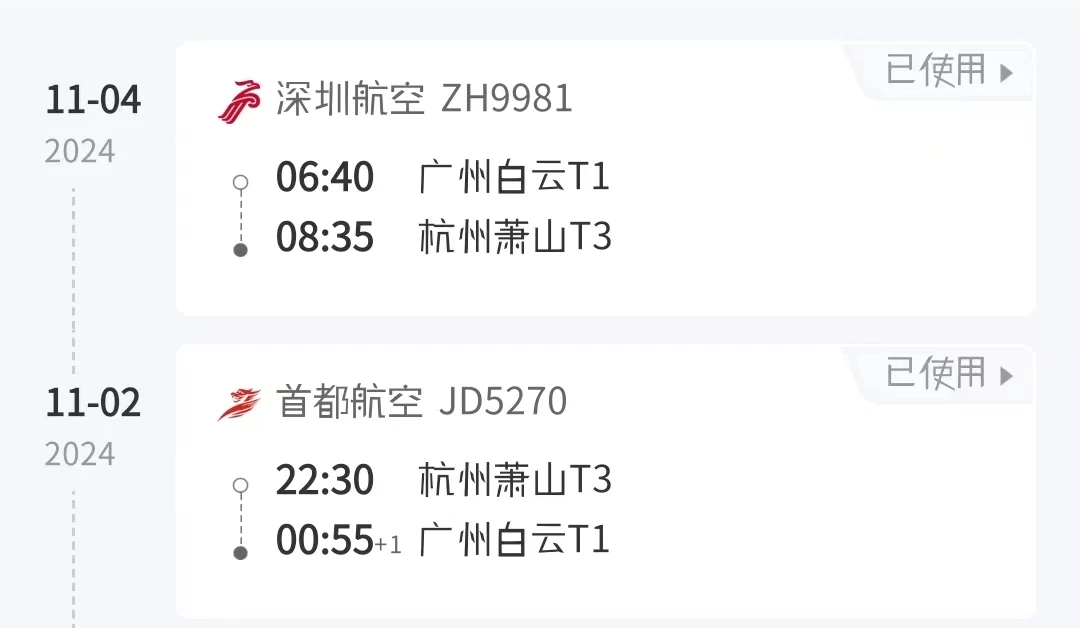 已使用
11-04
深圳航空 ZH9981
2024
06:40 广州白云T1
08:35 杭州萧山T3
已使用
11-02
首都航空 JD5270
2024
22:30 杭州萧山T3
00:55+1 广州白云T1